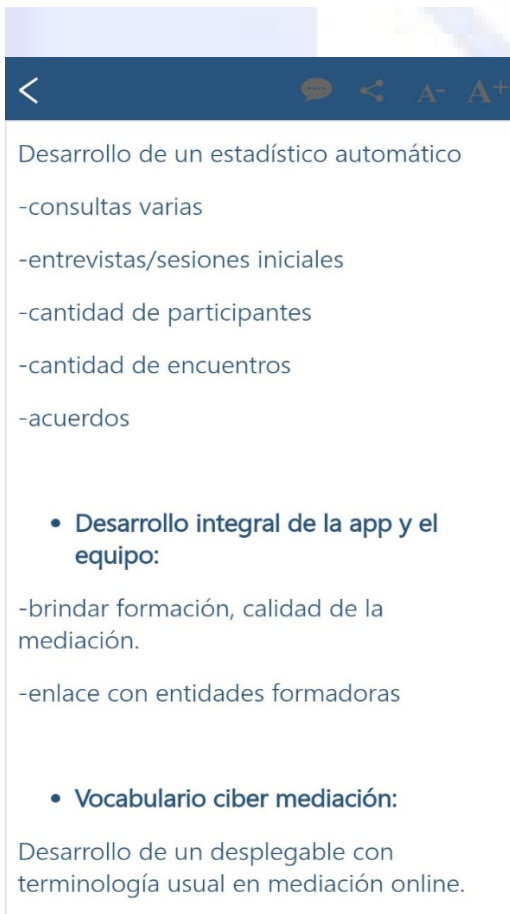 A- A+
Desarrollo de un estadístico automático
-consultas varias
-entrevistas/sesiones iniciales
-cantidad de participantes
-cantidad de encuentros
-acuerdos
• Desarrollo integral de la app y el
equipo:
-brindar formación, calidad de la
mediación.
-enlace con entidades formadoras
• Vocabulario ciber mediación:
Desarrollo de un desplegable con
terminología usual en mediación online.